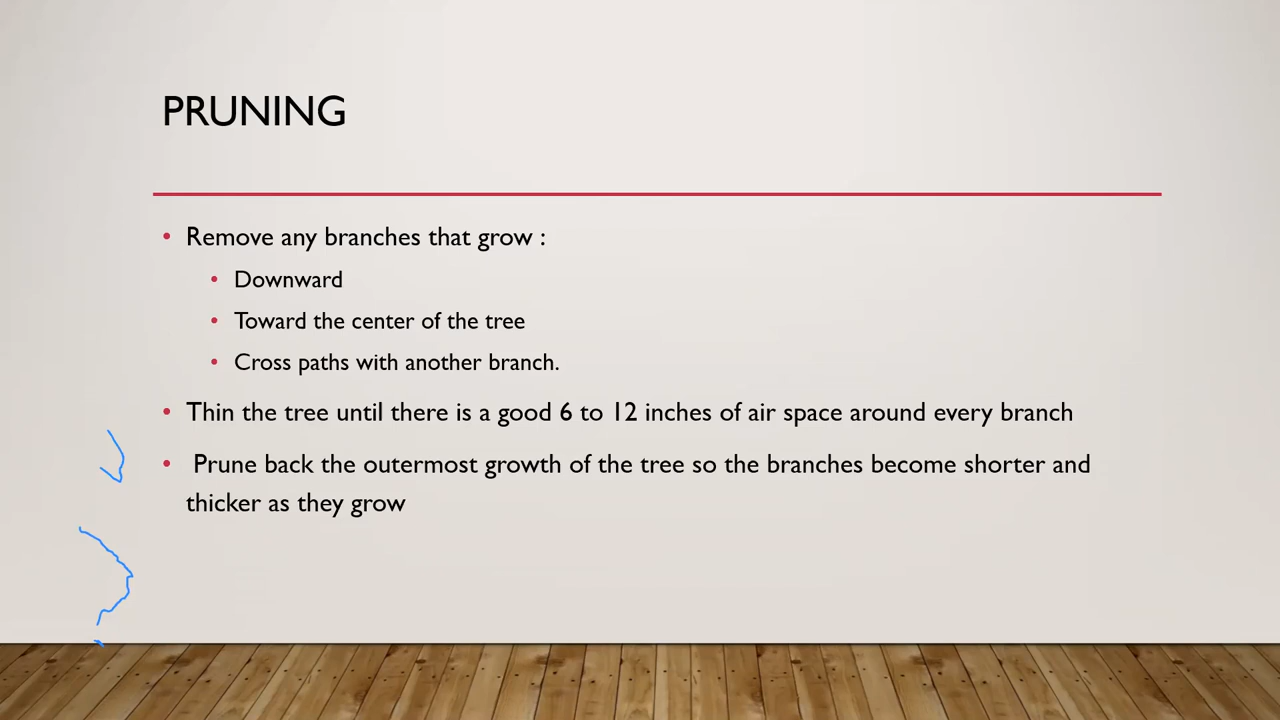 PRUNING
• Remove any branches that grow :
• Downward
• Toward the center of the tree
• Cross paths with another branch.
• Thin the tree until there is a good 6 to 12 inches of air space around every branch
• Prune back the outermost growth of the tree so the branches become shorter and
thicker as they grow